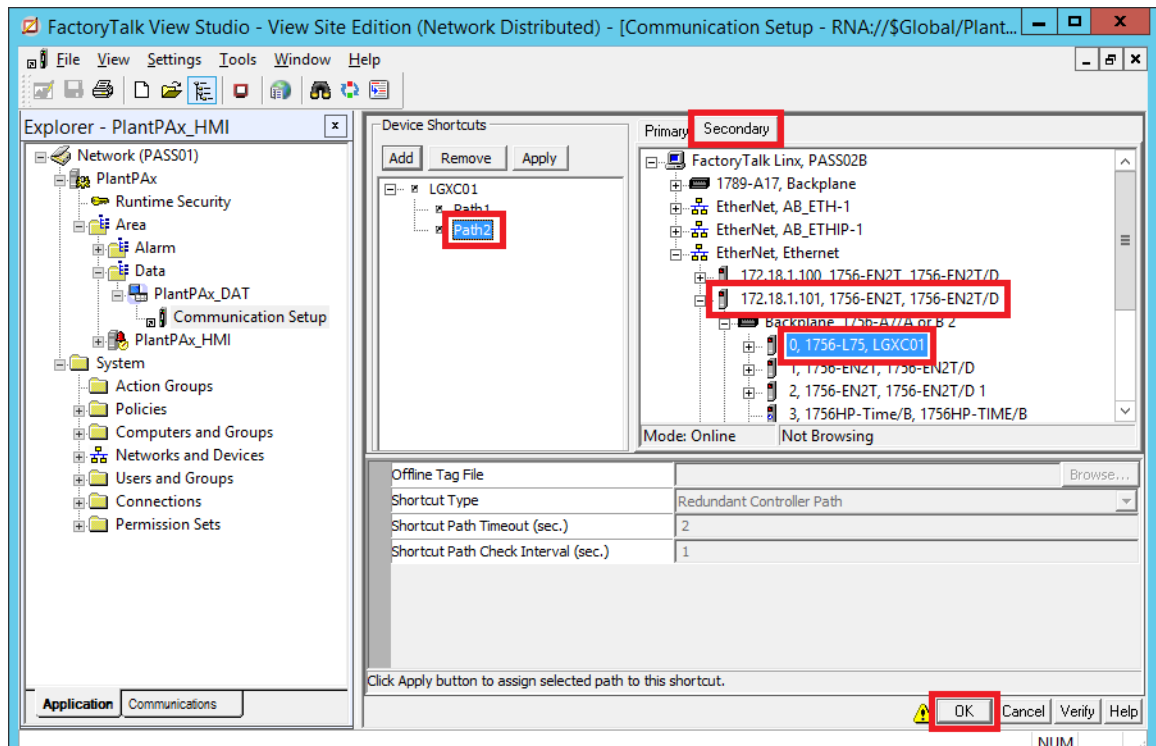 FactoryTalk View Studio - View Site Edition (Network Distributed) - [Communication Setup - RNA://$Global/Plant...
File View Settings Tools Window Help
Explorer - PlantPAx_HMI
Network (PASS01)
PlantPAx
Runtime Security
Area
Alarm
Data
PlantPAx_DAT
Communication Setup
PlantPAx_HMI
System
Action Groups
Policies
Computers and Groups
Networks and Devices
Users and Groups
Connections
Permission Sets
Application Communications
Device Shortcuts
Add Remove Apply
LGXC01
Path1
Path2
Primary Secondary
FactoryTalk Linx, PASS02B
1789-A17, Backplane
EtherNet, AB_ETH-1
EtherNet, AB_ETHIP-1
EtherNet, Ethernet
172.18.1.100, 1756-EN2T, 1756-EN2T/D
172.18.1.101, 1756-EN2T, 1756-EN2T/D
Backplane, 1756-A7/A or B 2
0, 1756-L75, LGXC01
1, 1756-EN2T, 1756-EN2T/D
2, 1756-EN2T, 1756-EN2T/D 1
3, 1756HP-Time/B, 1756HP-TIME/B
Mode: Online Not Browsing
Offline Tag File Browse...
Shortcut Type Redundant Controller Path
Shortcut Path Timeout (sec.) 2
Shortcut Path Check Interval (sec.) 1
Click Apply button to assign selected path to this shortcut.
OK Cancel Verify Help
NUM